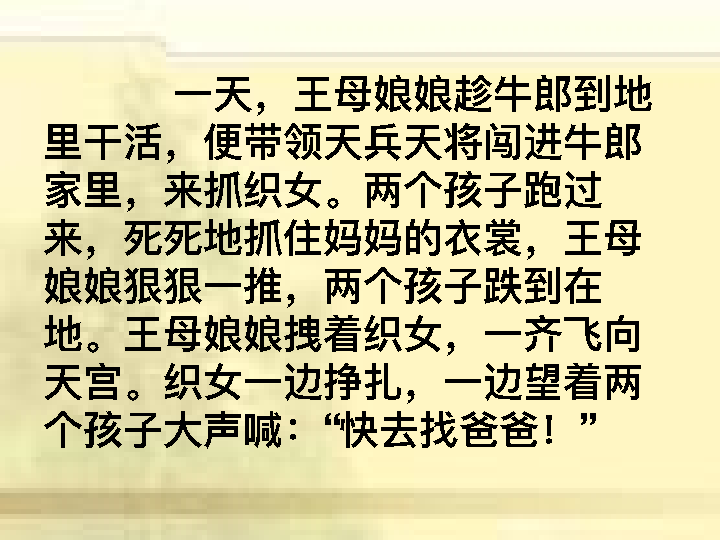 一天，王母娘娘趁牛郎到地
里干活，便带领天兵天将闯进牛郎
家里，来抓织女。两个孩子跑过
来，死死地抓住妈妈的衣裳，王母
娘娘狠狠一推，两个孩子跌到在
地。王母娘娘拽着织女，一齐飞向
天宫。织女一边挣扎，一边望着两
个孩子大声喊：“快去找爸爸！”